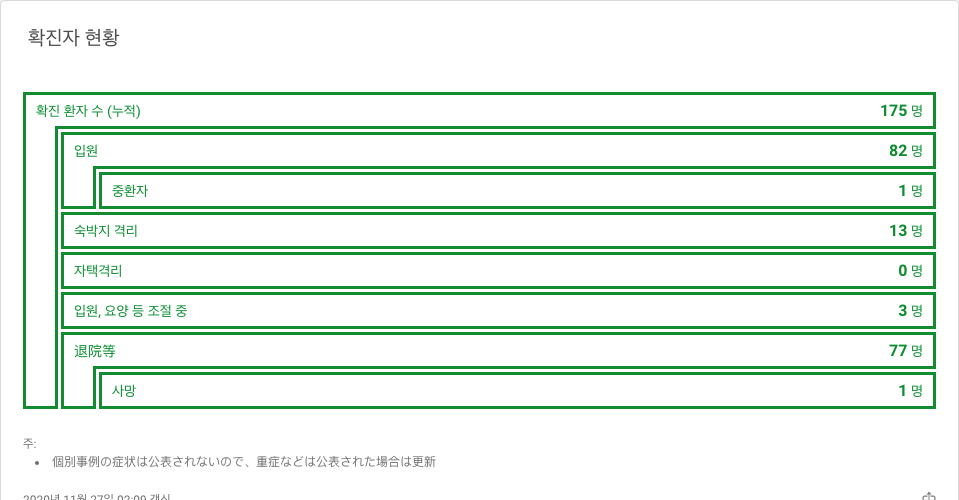 확진자 현황
확진 환자 수 (누적) 175 명
입원 82 명
중환자 1 명
숙박지 격리 13 명
자택격리 0 명
입원, 요양 등 조절 중 3 명
退院等 77 명
사망 1 명
주:
• 個別事例の症状は公表されないので、重症などは公表された場合は更新
2020년 11월 27일 02:09 갱신